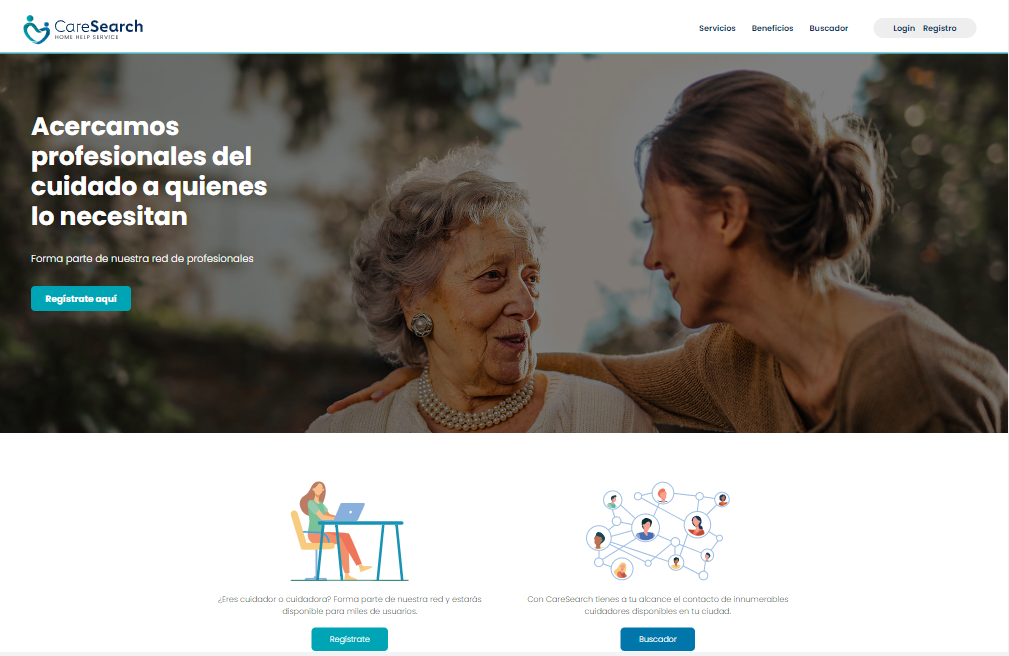 CareSearch
HOME HELP SERVICE
Servicios Beneficios Buscador Login Registro
Acercamos
profesionales del
cuidado a quienes
lo necesitan
Forma parte de nuestra red de profesionales
Regístrate aquí
¿Eres cuidador o cuidadora? Forma parte de nuestra red y estarás
disponible para miles de usuarios.
Regístrate
Con CareSearch tienes a tu alcance el contacto de innumerables
cuidadores disponibles en tu ciudad.
Buscador